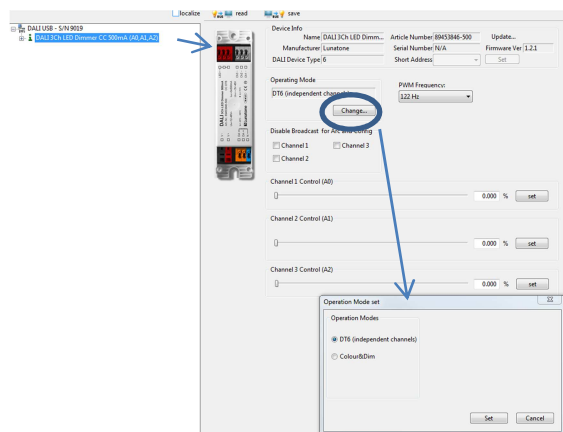 localize
read
save
DALI USB - S/N 9019
DALI 3Ch LED Dimmer CC 500mA (A0,A1,A2)
Device Info
Name DALI 3Ch LED Dimm... Article Number 89453846-500 Update...
Manufacturer Lunatone Serial Number N/A Firmware Ver 1.2.1
DALI Device Type 6 Short Address Set
Operating Mode
DT6 (independent channels)
Change...
PWM Frequency:
122 Hz
Disable Broadcast for Arc and Config
Channel 1 Channel 3
Channel 2
Channel 1 Control (A0)
0.000 % set
Channel 2 Control (A1)
0.000 % set
Channel 3 Control (A2)
0.000 % set
Operation Mode set
Operation Modes
DT6 (independent channels)
Colour&Dim
Set Cancel